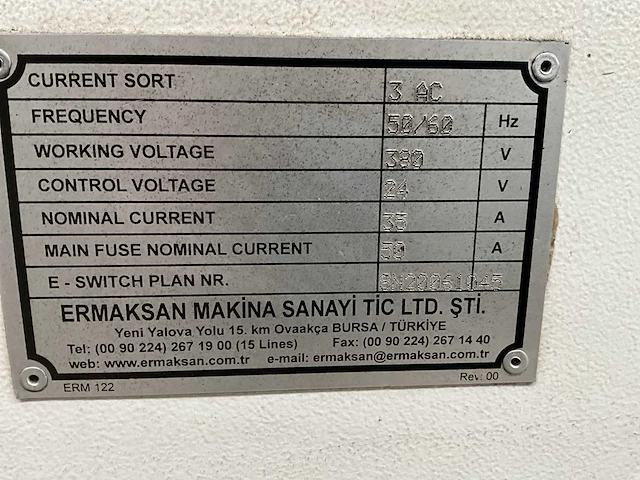 CURRENT SORT 3 AC
FREQUENCY 50/60 Hz
WORKING VOLTAGE 380 V
CONTROL VOLTAGE 24 V
NOMINAL CURRENT 35 A
MAIN FUSE NOMINAL CURRENT 50 A
E - SWITCH PLAN NR.
ERMAKSAN MAKİNA SANAYİ TİC LTD. ŞTİ.
Yeni Yalova Yolu 15. km Ovaakça BURSA / TÜRKİYE
Tel: (00 90 224) 267 19 00 (15 Lines) Fax: (00 90 224) 267 14 40
web: www.ermaksan.com.tr e-mail: ermaksan@ermaksan.com.tr
ERM 122 Rev: 00